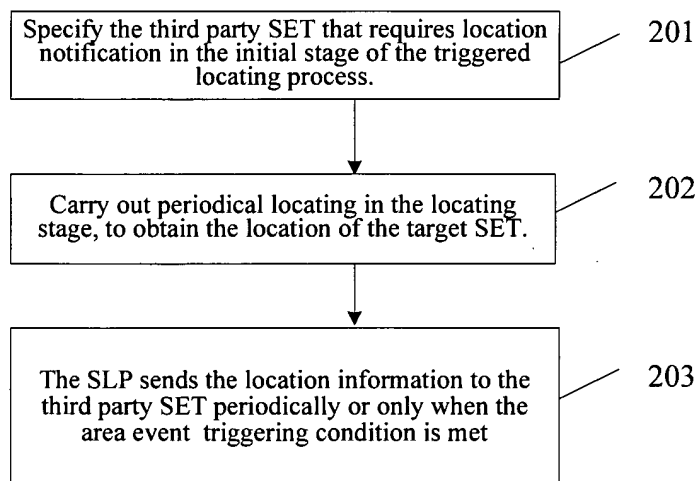 Specify the third party SET that requires location
notification in the initial stage of the triggered
locating process.
201
Carry out periodical locating in the locating
stage, to obtain the location of the target SET.
202
The SLP sends the location information to the
third party SET periodically or only when the
area event triggering condition is met
203